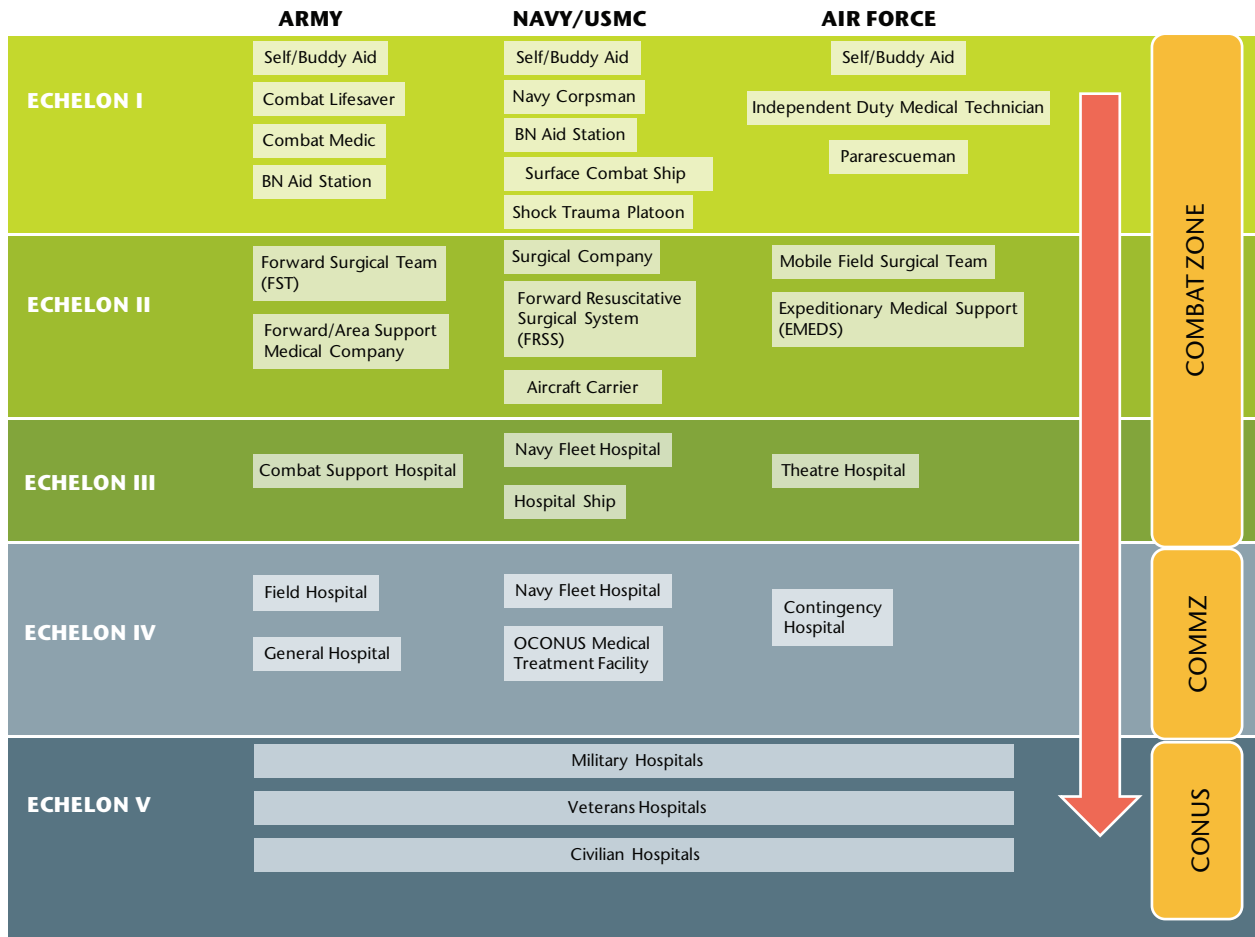 ARMY
NAVY/USMC
AIR FORCE
ECHELON I
Self/Buddy Aid
Combat Lifesaver
Combat Medic
BN Aid Station
Self/Buddy Aid
Navy Corpsman
BN Aid Station
Surface Combat Ship
Shock Trauma Platoon
Self/Buddy Aid
Independent Duty Medical Technician
Pararescueman
ECHELON II
Forward Surgical Team
(FST)
Forward/Area Support
Medical Company
Surgical Company
Forward Resuscitative
Surgical System
(FRSS)
Aircraft Carrier
Mobile Field Surgical Team
Expeditionary Medical Support
(EMEDS)
ECHELON III
Combat Support Hospital
Navy Fleet Hospital
Hospital Ship
Theatre Hospital
COMBAT ZONE
ECHELON IV
Field Hospital
General Hospital
Navy Fleet Hospital
OCONUS Medical
Treatment Facility
Contingency
Hospital
COMMZ
ECHELON V
Military Hospitals
Veterans Hospitals
Civilian Hospitals
CONUS